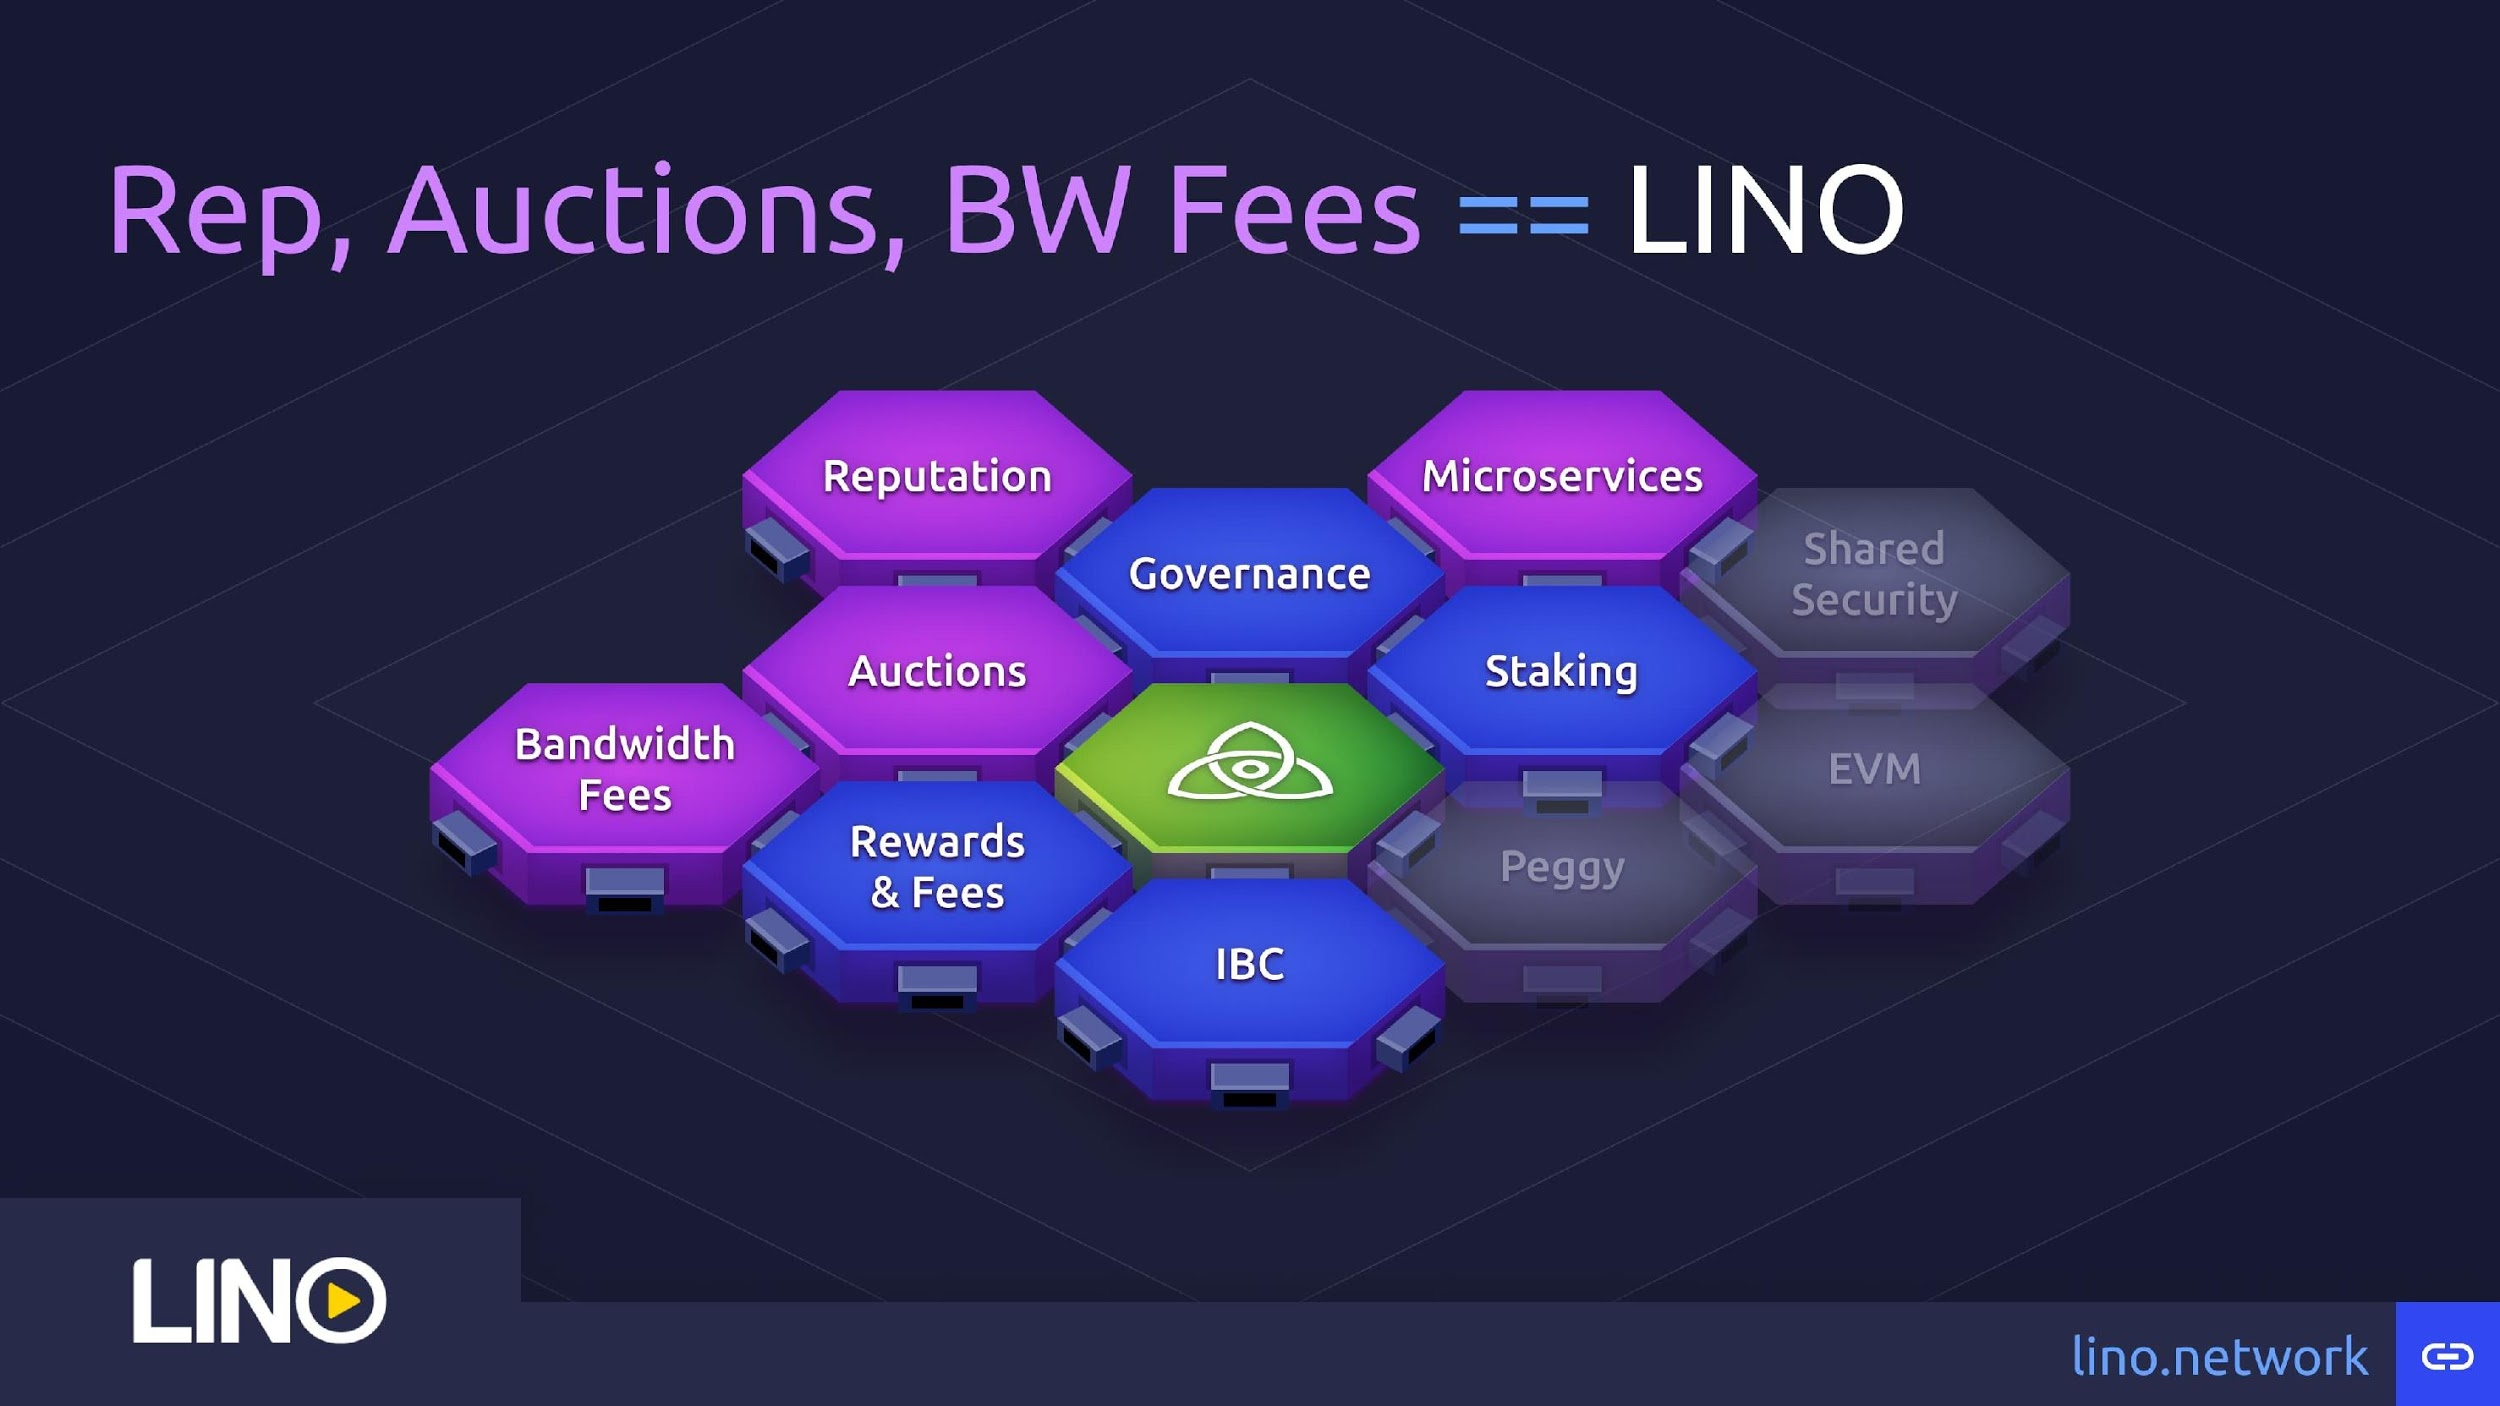 Rep, Auctions, BW Fees == LINO
Reputation
Microservices
Governance
Shared
Security
Auctions
Staking
Bandwidth
Fees
EVM
Rewards
& Fees
Peggy
IBC
LINO
lino.network